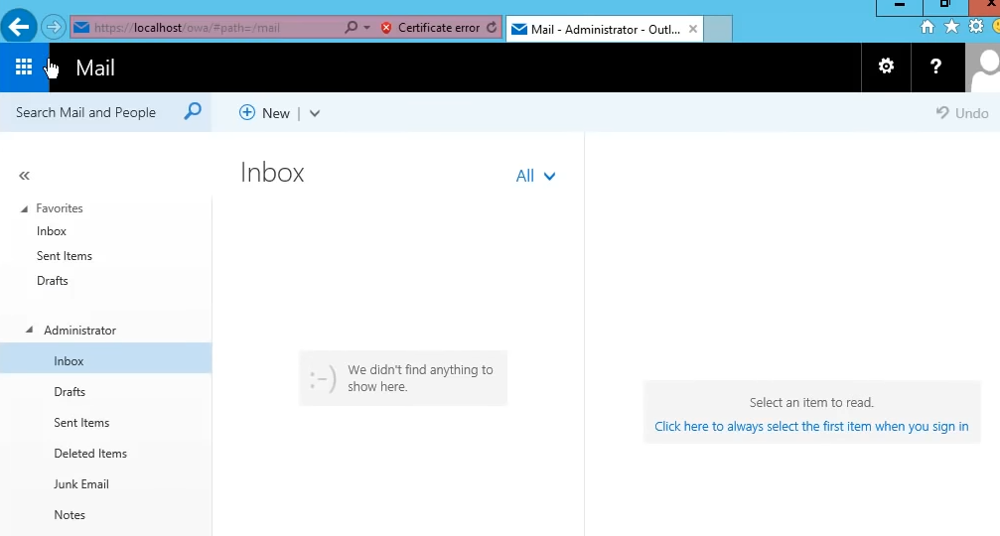 https://localhost/owa/#path=/mail
Certificate error
Mail - Administrator - Outl...
Mail
?
Search Mail and People
New
Undo
Inbox
All
Favorites
Inbox
Sent Items
Drafts
Administrator
Inbox
Drafts
Sent Items
Deleted Items
Junk Email
Notes
:-)
We didn't find anything to
show here.
Select an item to read.
Click here to always select the first item when you sign in